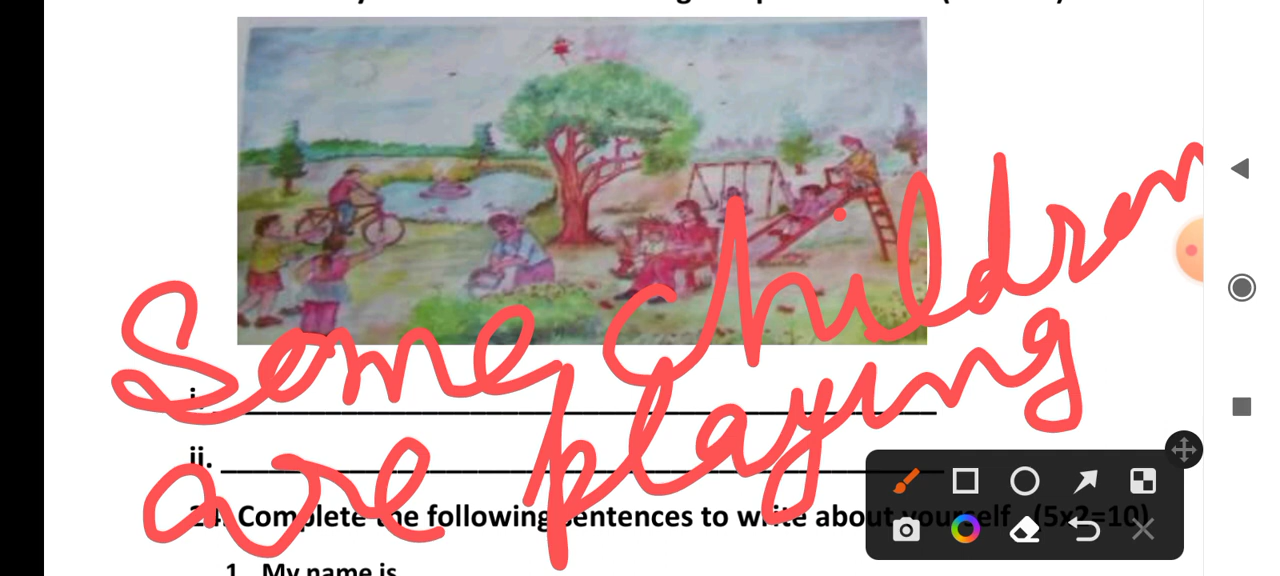 Some children
are playing
i.
ii.
24. Complete the following sentences to write about yourself. (5x2=10)
1. My name is